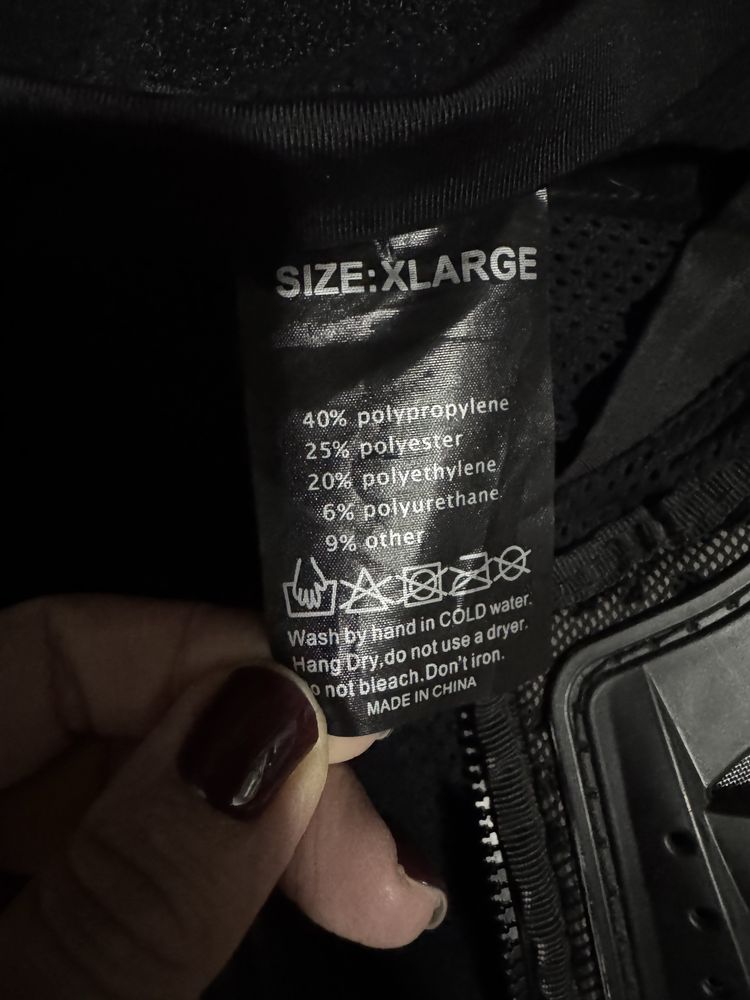 SIZE:XLARGE
40% polypropylene
25% polyester
20% polyethylene
6% polyurethane
9% other
Wash by hand in COLD water.
Hang Dry,do not use a dryer.
o not bleach.Don't iron.
MADE IN CHINA